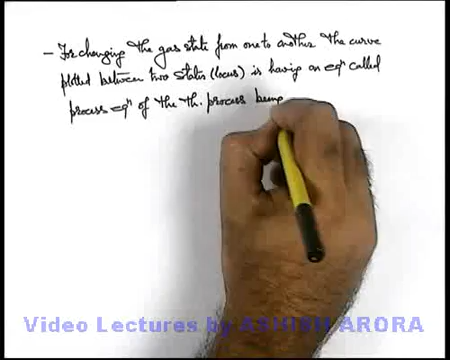 - For changing the gas state from one to another the curve
plotted between two states (locus) is having an eqⁿ called
process eqⁿ of the th. process being
Video Lectures by ASHISH ARORA